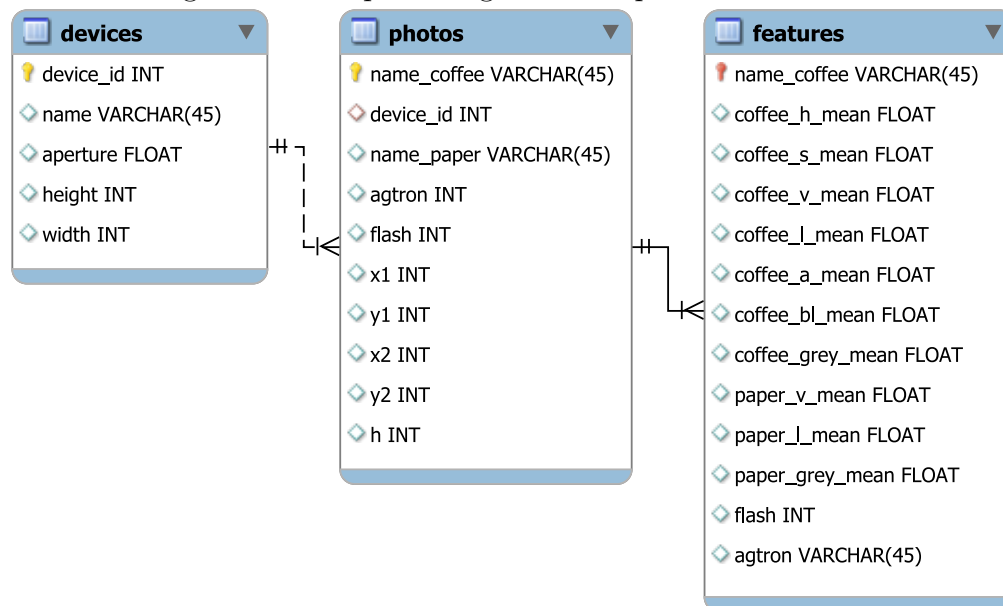 devices
device_id INT
name VARCHAR(45)
aperture FLOAT
height INT
width INT
photos
name_coffee VARCHAR(45)
device_id INT
name_paper VARCHAR(45)
agtron INT
flash INT
x1 INT
y1 INT
x2 INT
y2 INT
h INT
features
name_coffee VARCHAR(45)
coffee_h_mean FLOAT
coffee_s_mean FLOAT
coffee_v_mean FLOAT
coffee_l_mean FLOAT
coffee_a_mean FLOAT
coffee_bl_mean FLOAT
coffee_grey_mean FLOAT
paper_v_mean FLOAT
paper_l_mean FLOAT
paper_grey_mean FLOAT
flash INT
agtron VARCHAR(45)